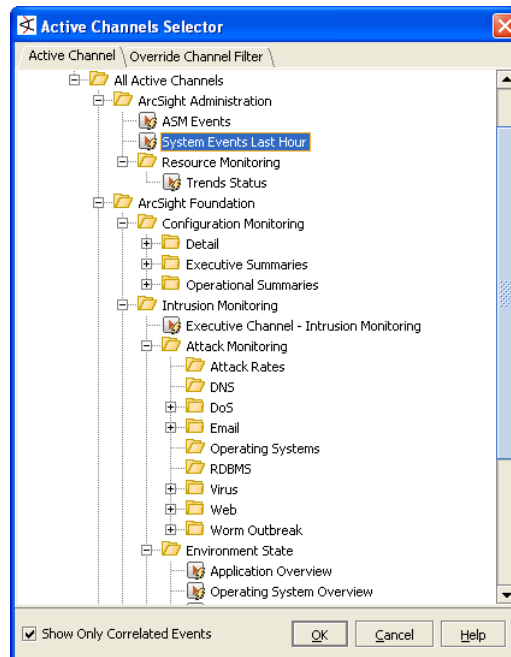 Active Channels Selector
Active Channel Override Channel Filter
All Active Channels
ArcSight Administration
ASM Events
System Events Last Hour
Resource Monitoring
Trends Status
ArcSight Foundation
Configuration Monitoring
Detail
Executive Summaries
Operational Summaries
Intrusion Monitoring
Executive Channel - Intrusion Monitoring
Attack Monitoring
Attack Rates
DNS
DoS
Email
Operating Systems
RDBMS
Virus
Web
Worm Outbreak
Environment State
Application Overview
Operating System Overview
Show Only Correlated Events OK Cancel Help